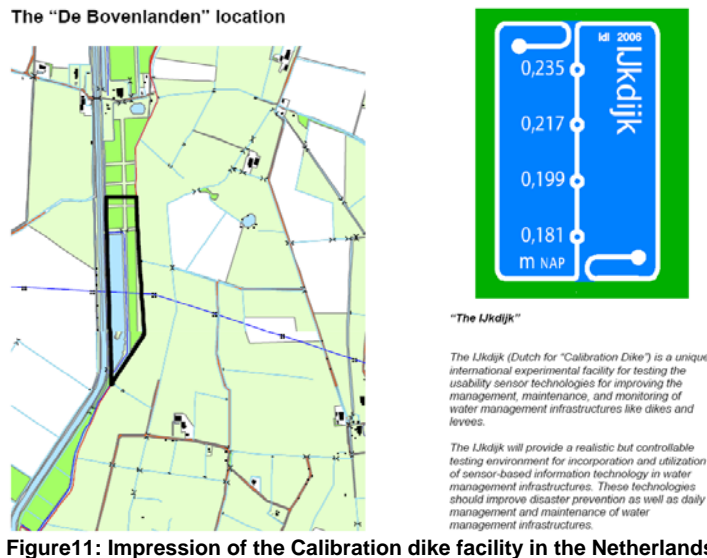 The “De Bovenlanden” location
ldl 2006
IJkdijk
0,235
0,217
0,199
0,181
m NAP
“The IJkdijk”
The IJkdijk (Dutch for “Calibration Dike”) is a unique
international experimental facility for testing the
usability sensor technologies for improving the
management, maintenance, and monitoring of
water management infrastructures like dikes and
levees.
The IJkdijk will provide a realistic but controllable
testing environment for incorporation and utilization
of sensor-based information technology in water
management infrastructures. These technologies
should improve disaster prevention as well as daily
management and maintenance of water
management infrastructures.
Figure11: Impression of the Calibration dike facility in the Netherlands